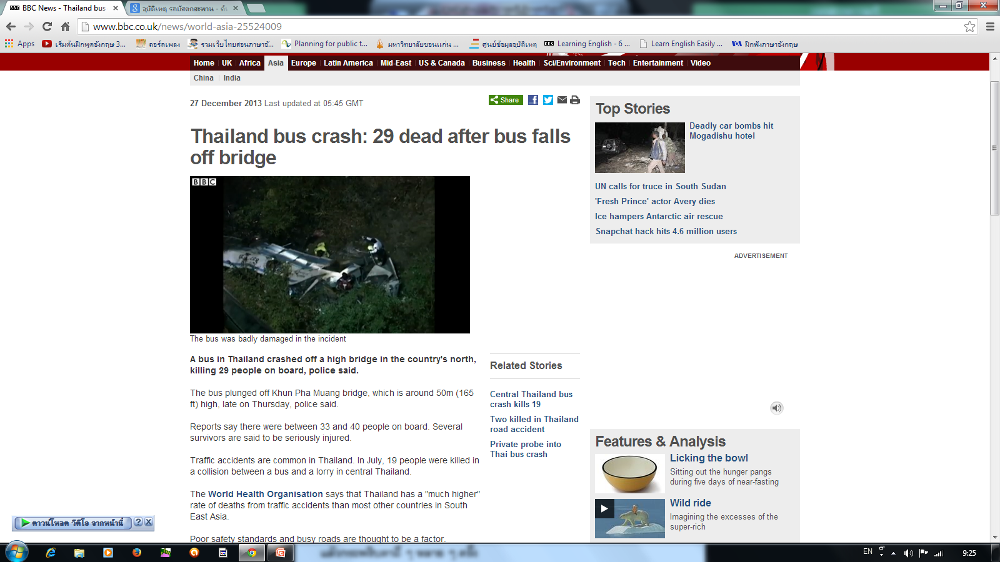 BBC News - Thailand bus
อุบัติเหตุ รถบัสตกสะพาน - ค้น
www.bbc.co.uk/news/world-asia-25524009
Apps
เริ่มต้นฝึกพูดอังกฤษ 3...
คอร์ดเพลง
รวมเว็บไทยสอนภาษาอั...
Planning for public t...
มหาวิทยาลัยขอนแก่น ...
ศูนย์ข้อมูลอุบัติเหตุ
BBC Learning English - 6 ...
Learn English Easily ...
VOA ฝึกฟังภาษาอังกฤษ
Home UK Africa Asia Europe Latin America Mid-East US & Canada Business Health Sci/Environment Tech Entertainment Video
China India
27 December 2013 Last updated at 05:45 GMT
Share
Thailand bus crash: 29 dead after bus falls
off bridge
BBC
The bus was badly damaged in the incident
A bus in Thailand crashed off a high bridge in the country's north,
killing 29 people on board, police said.
The bus plunged off Khun Pha Muang bridge, which is around 50m (165
ft) high, late on Thursday, police said.
Reports say there were between 33 and 40 people on board. Several
survivors are said to be seriously injured.
Traffic accidents are common in Thailand. In July, 19 people were killed in
a collision between a bus and a lorry in central Thailand.
The World Health Organisation says that Thailand has a "much higher"
rate of deaths from traffic accidents than most other countries in South
East Asia.
Poor safety standards and busy roads are thought to be a factor.
Related Stories
Central Thailand bus
crash kills 19
Two killed in Thailand
road accident
Private probe into
Thai bus crash
Top Stories
Deadly car bombs hit
Mogadishu hotel
UN calls for truce in South Sudan
'Fresh Prince' actor Avery dies
Ice hampers Antarctic air rescue
Snapchat hack hits 4.6 million users
ADVERTISEMENT
Features & Analysis
Licking the bowl
Sitting out the hunger pangs
during five days of near-fasting
Wild ride
Imagining the excesses of the
super-rich
ดาวน์โหลด วิดีโอ จากหน้านี้
EN
9:25